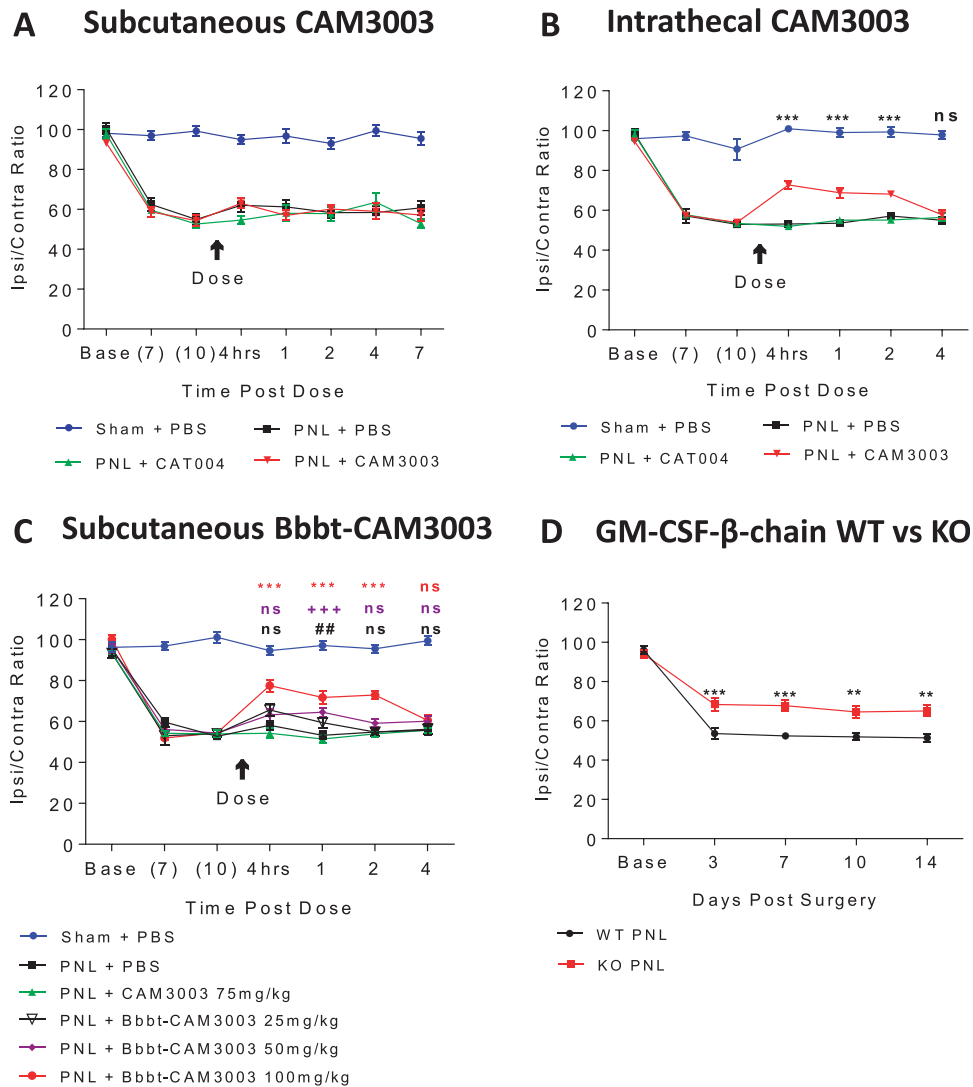 A Subcutaneous CAM3003
Ipsi/Contra Ratio
120
100
80
60
40
20
0
Dose
Base (7) (10) 4hrs 1 2 4 7
Time Post Dose
Sham + PBS PNL + PBS
PNL + CAT004 PNL + CAM3003
B Intrathecal CAM3003
Ipsi/Contra Ratio
120
100
80
60
40
20
0
*** *** *** ns
Dose
Base (7) (10) 4hrs 1 2 4
Time Post Dose
Sham + PBS PNL + PBS
PNL + CAT004 PNL + CAM3003
C Subcutaneous Bbbt-CAM3003
Ipsi/Contra Ratio
120
100
80
60
40
20
0
*** *** *** ns
ns +++ ns ns
ns ## ns ns
Dose
Base (7) (10) 4hrs 1 2 4
Time Post Dose
Sham + PBS
PNL + PBS
PNL + CAM3003 75mg/kg
PNL + Bbbt-CAM3003 25mg/kg
PNL + Bbbt-CAM3003 50mg/kg
PNL + Bbbt-CAM3003 100mg/kg
D GM-CSF-β-chain WT vs KO
Ipsi/Contra Ratio
120
100
80
60
40
20
0
*** *** ** **
Base 3 7 10 14
Days Post Surgery
WT PNL
KO PNL